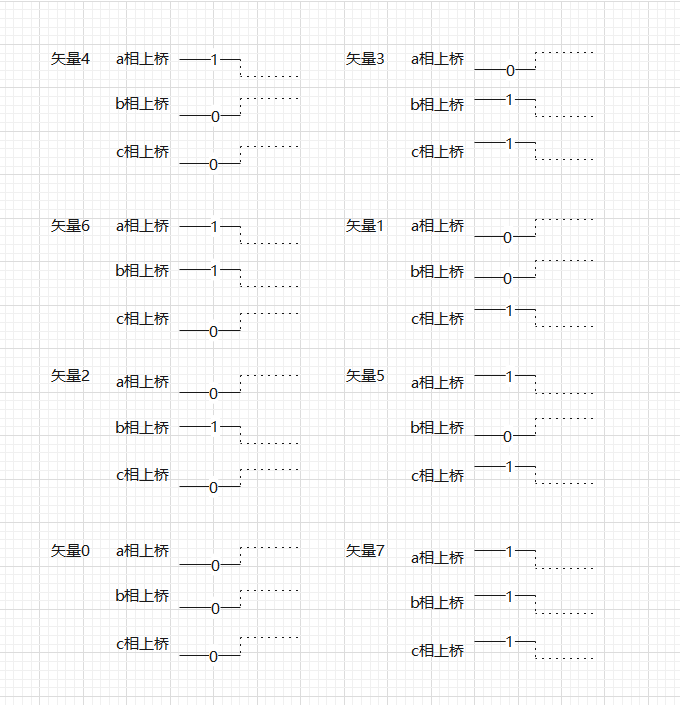 矢量4 a相上桥 1
b相上桥 0
c相上桥 0
矢量3 a相上桥 0
b相上桥 1
c相上桥 1
矢量6 a相上桥 1
b相上桥 1
c相上桥 0
矢量1 a相上桥 0
b相上桥 0
c相上桥 1
矢量2 a相上桥 0
b相上桥 1
c相上桥 0
矢量5 a相上桥 1
b相上桥 0
c相上桥 1
矢量0 a相上桥 0
b相上桥 0
c相上桥 0
矢量7 a相上桥 1
b相上桥 1
c相上桥 1